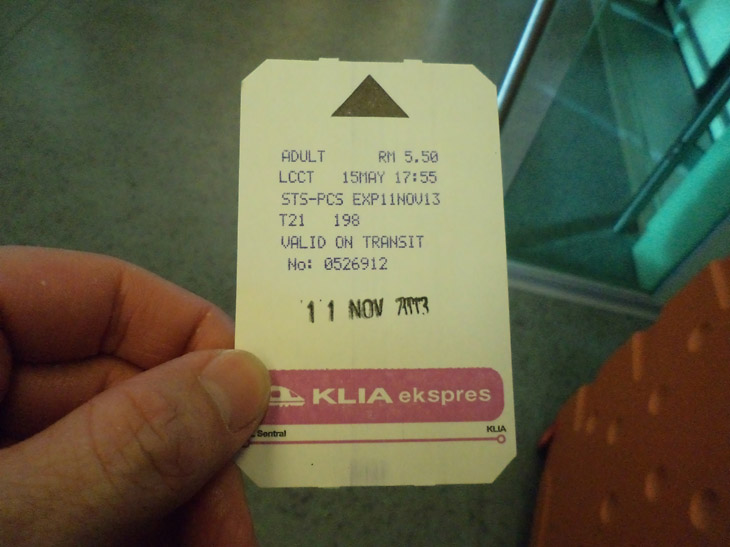 ADULT RM 5.50
LCCT 15MAY 17:55
STS-PCS EXP11NOV13
T21 198
VALID ON TRANSIT
No: 0526912
11 NOV 2013
KLIA ekspres
Sentral KLIA